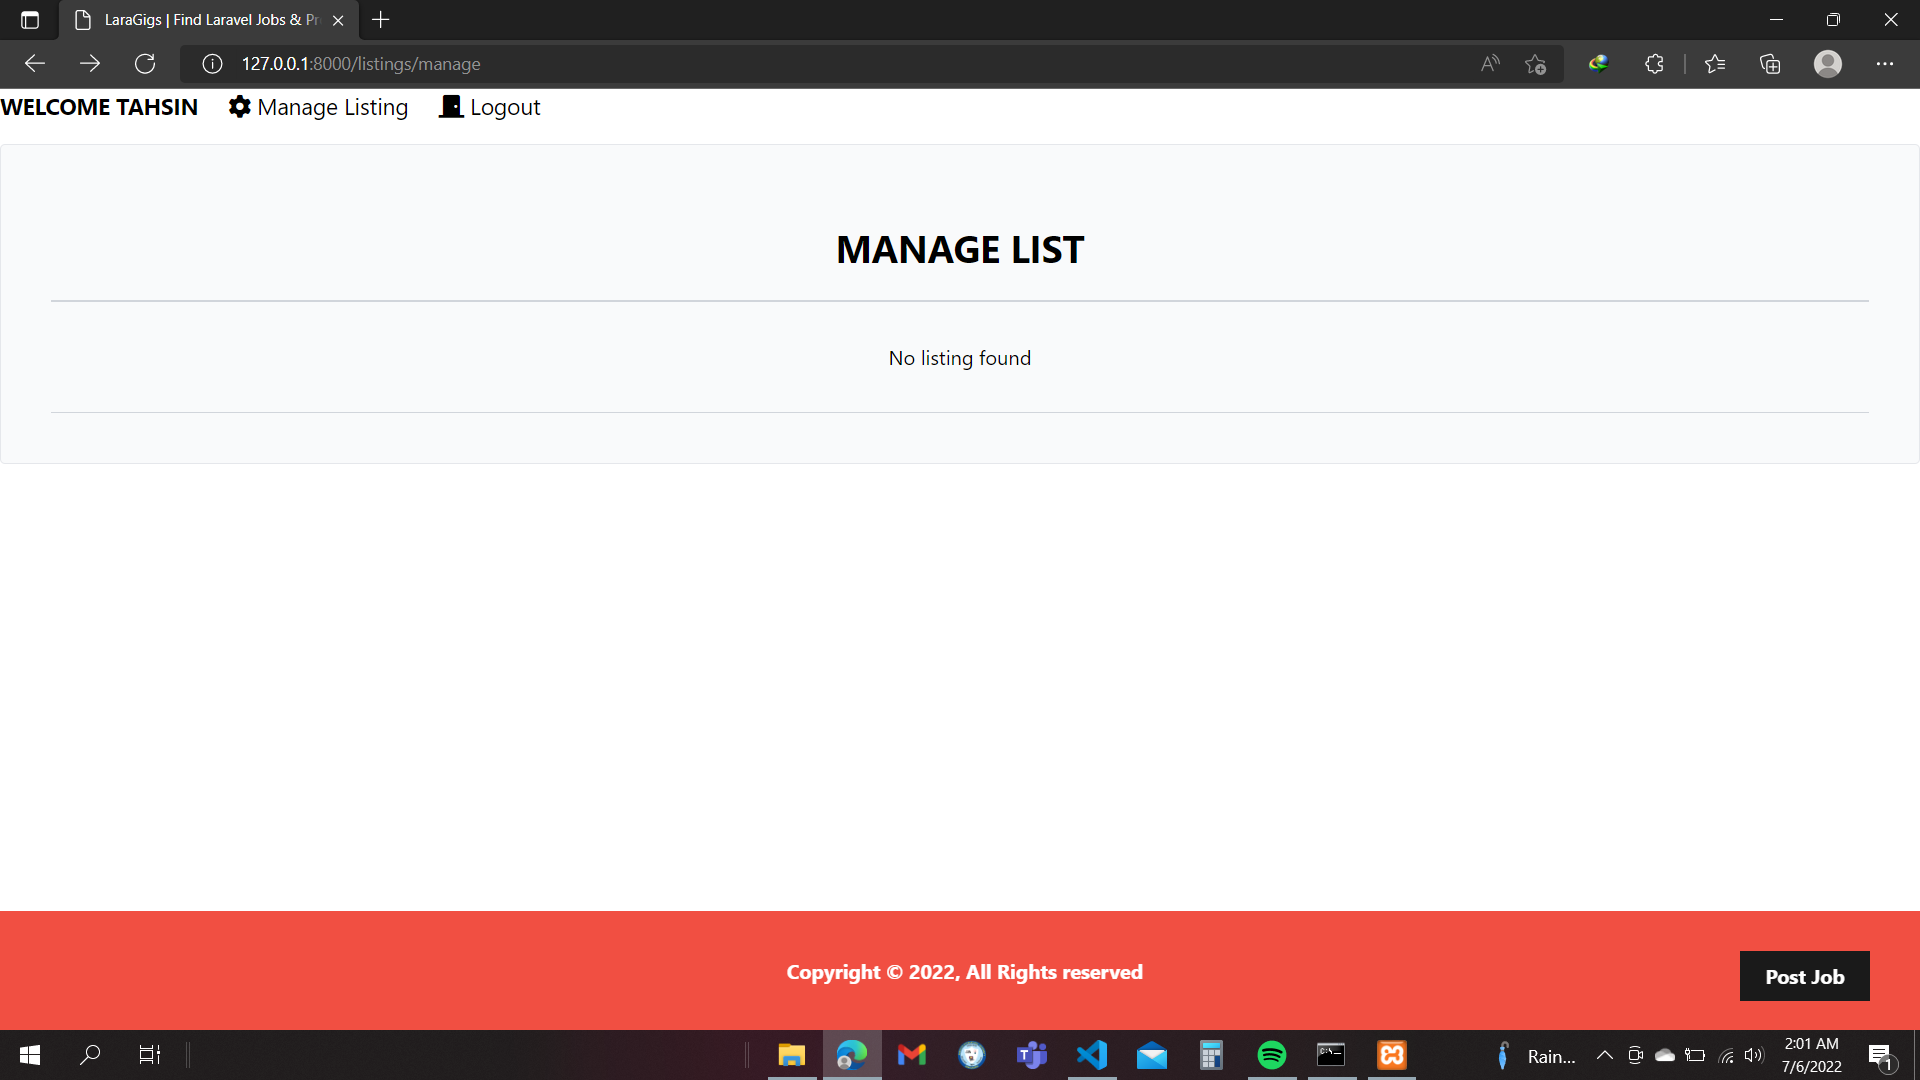 LaraGigs | Find Laravel Jobs & Pr
127.0.0.1:8000/listings/manage
WELCOME TAHSIN Manage Listing Logout
MANAGE LIST
No listing found
Copyright © 2022, All Rights reserved
Post Job
Rain...
2:01 AM
7/6/2022
1